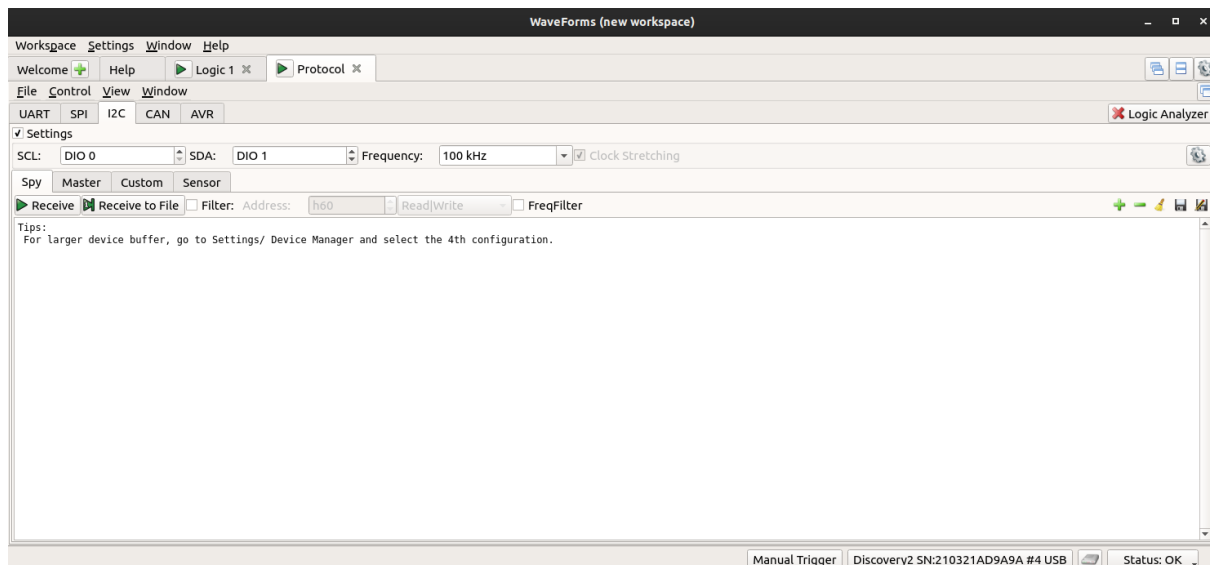 WaveForms (new workspace)
Workspace Settings Window Help
Welcome Help Logic 1 Protocol
File Control View Window
UART SPI I2C CAN AVR Logic Analyzer
Settings
SCL: DIO 0 SDA: DIO 1 Frequency: 100 kHz Clock Stretching
Spy Master Custom Sensor
Receive Receive to File Filter: Address: h60 Read|Write FreqFilter
Tips:
For larger device buffer, go to Settings/ Device Manager and select the 4th configuration.
Manual Trigger Discovery2 SN:210321AD9A9A #4 USB Status: OK